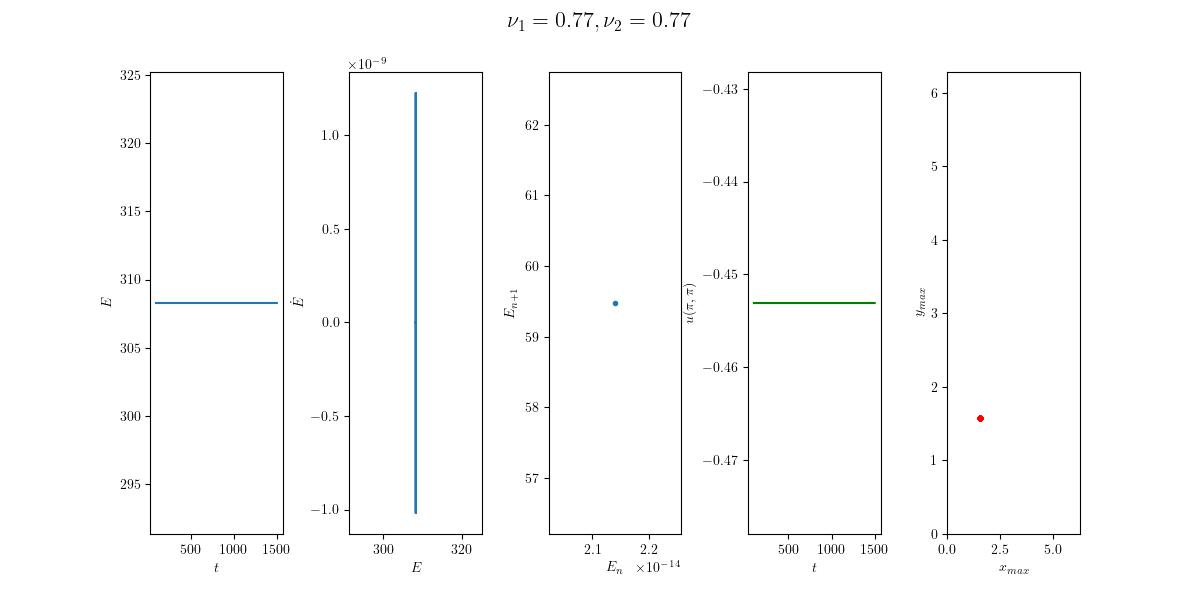 ν₁ = 0.77, ν₂ = 0.77
325
320
315
310
305
300
295
E
500 1000 1500
t
×10⁻⁹
1.0
0.5
0.0
−0.5
−1.0
Ė
300 320
E
62
61
60
59
58
57
Eₙ₊₁
2.1 2.2
Eₙ ×10⁻¹⁴
−0.43
−0.44
−0.45
−0.46
−0.47
u(π, π)
500 1000 1500
t
6
5
4
3
2
1
0
y_max
0.0 2.5 5.0
x_max